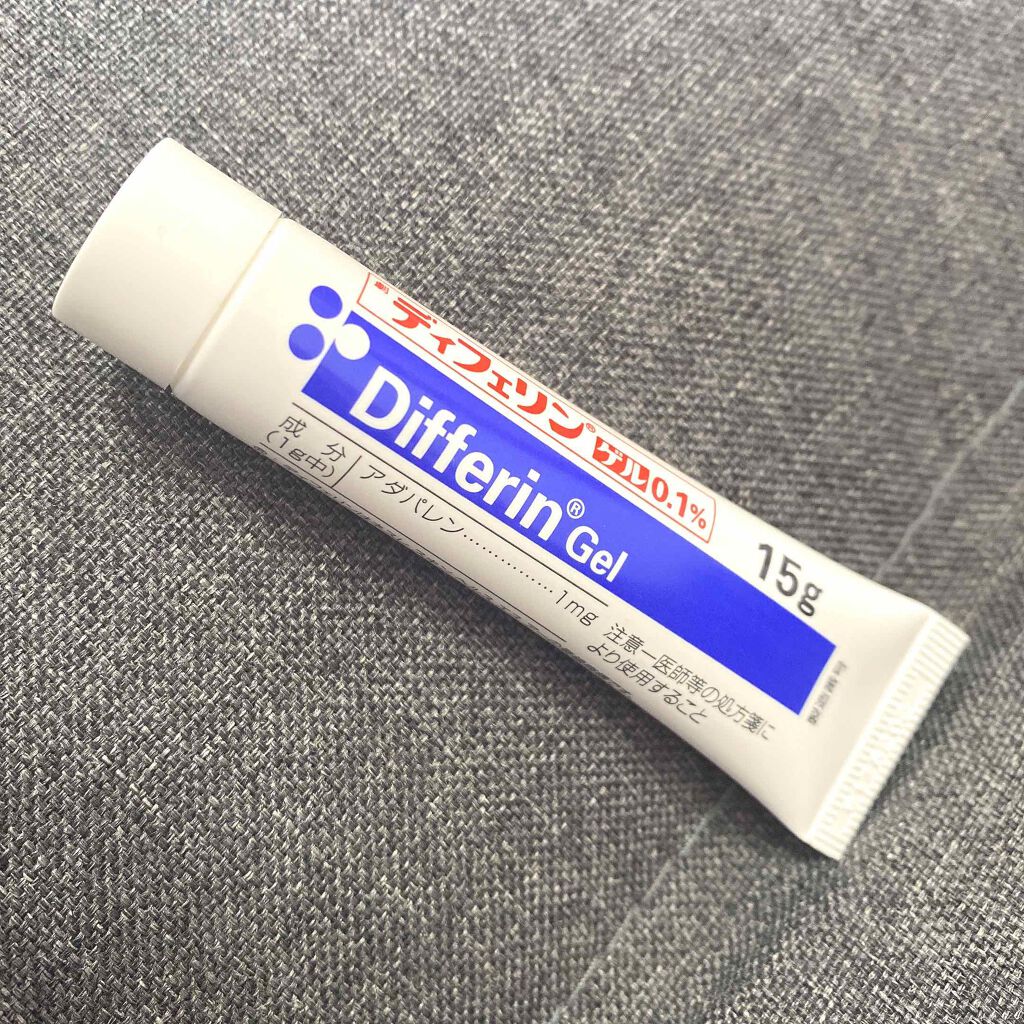 劇 ディフェリン® ゲル0.1%
Differin® Gel
15g
成分
(1g中)
アダパレン…………… 1mg
注意ー医師等の処方箋に
より使用すること